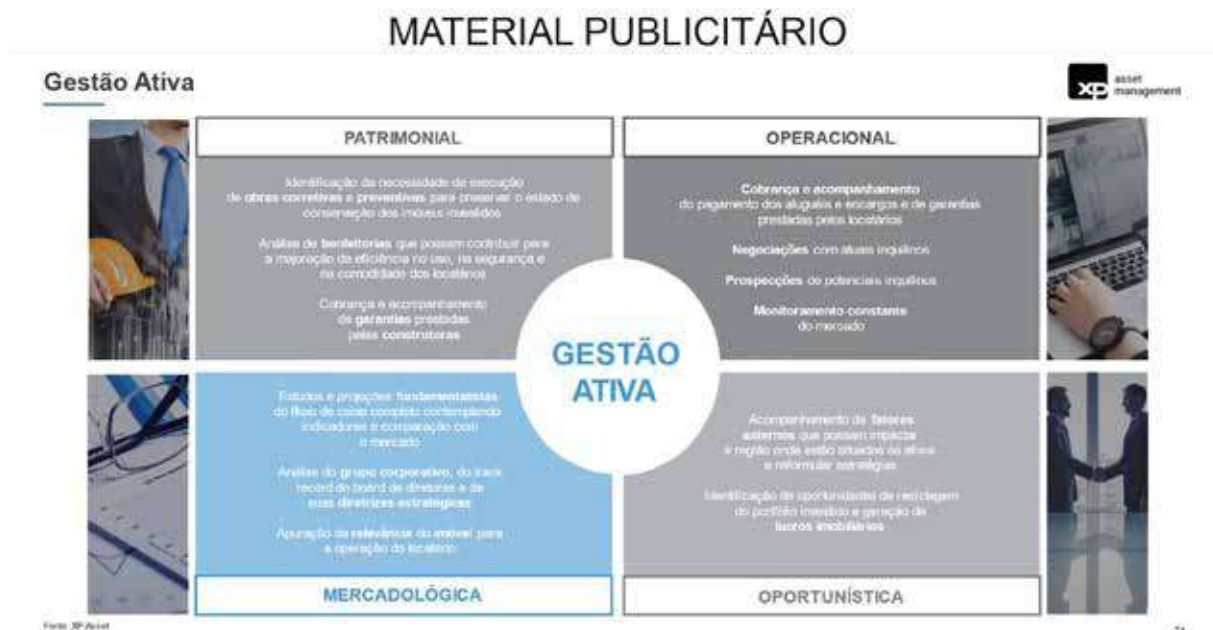 MATERIAL PUBLICITÁRIO
Gestão Ativa
xp asset
management
PATRIMONIAL
Identificação da necessidade de execução
de obras corretivas e preventivas para preservar o estado de
conservação dos imóveis investidos
Análise de benfeitorias que possam contribuir para
a majoração da eficiência no uso, na segurança e
na comodidade dos locatários
Cobrança e acompanhamento
de garantias prestadas
pelas construtoras
OPERACIONAL
Cobrança e acompanhamento
do pagamento dos aluguéis e encargos e de garantias
prestadas pelos locatários
Negociações com atuais inquilinos
Prospecções de potenciais inquilinos
Monitoramento constante
do mercado
GESTÃO
ATIVA
Estudos e projeções fundamentalistas
do fluxo de caixa completo contemplando
indicadores e comparação com
o mercado
Análise do grupo corporativo, do track
record do board de diretores e de
suas diretrizes estratégicas
Apuração da relevância do imóvel para
a operação do locatário
MERCADOLÓGICA
Acompanhamento de fatores
externos que possam impactar
a região onde estão situados os ativos
e reformular estratégias
Identificação de oportunidades de reciclagem
do portfólio investido e geração de
lucros imobiliários
OPORTUNÍSTICA
Fonte: XP Asset